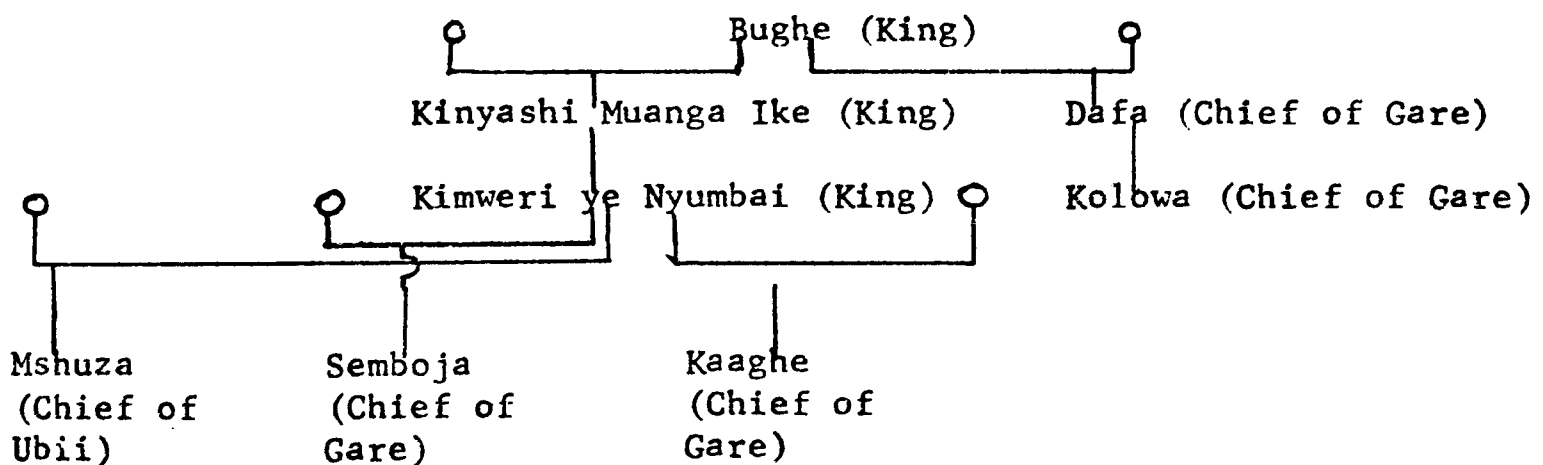 Bughe (King)
Kinyashi Muanga Ike (King)
Dafa (Chief of Gare)
Kimweri ye Nyumbai (King)
Kolowa (Chief of Gare)
Mshuza
(Chief of
Ubii)
Semboja
(Chief of
Gare)
Kaaghe
(Chief of
Gare)